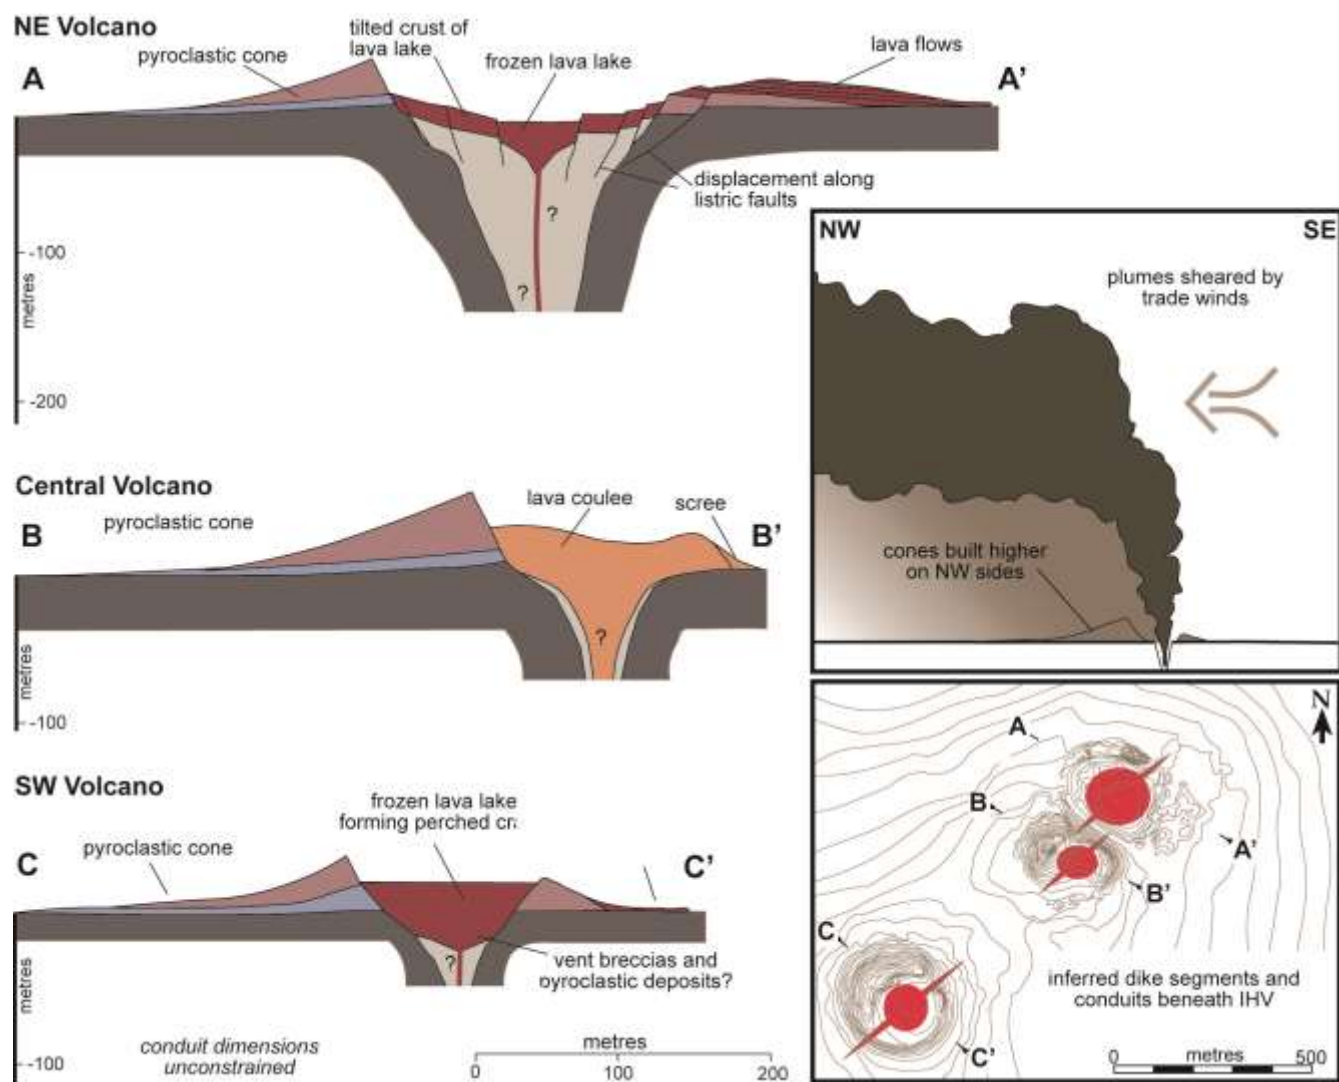 NE Volcano
A
pyroclastic cone
tilted crust of
lava lake
frozen lava lake
lava flows
A'
displacement along
listric faults
?
?
-100
metres
-200
Central Volcano
B
pyroclastic cone
lava coulee
scree
B'
?
metres
-100
SW Volcano
C
pyroclastic cone
frozen lava lake
forming perched cr
C'
?
vent breccias and
pyroclastic deposits?
metres
-100
conduit dimensions
unconstrained
metres
0
100
200
NW
SE
plumes sheared by
trade winds
cones built higher
on NW sides
N
A
B
A'
B'
C
C'
inferred dike segments and
conduits beneath IHV
0
metres
500